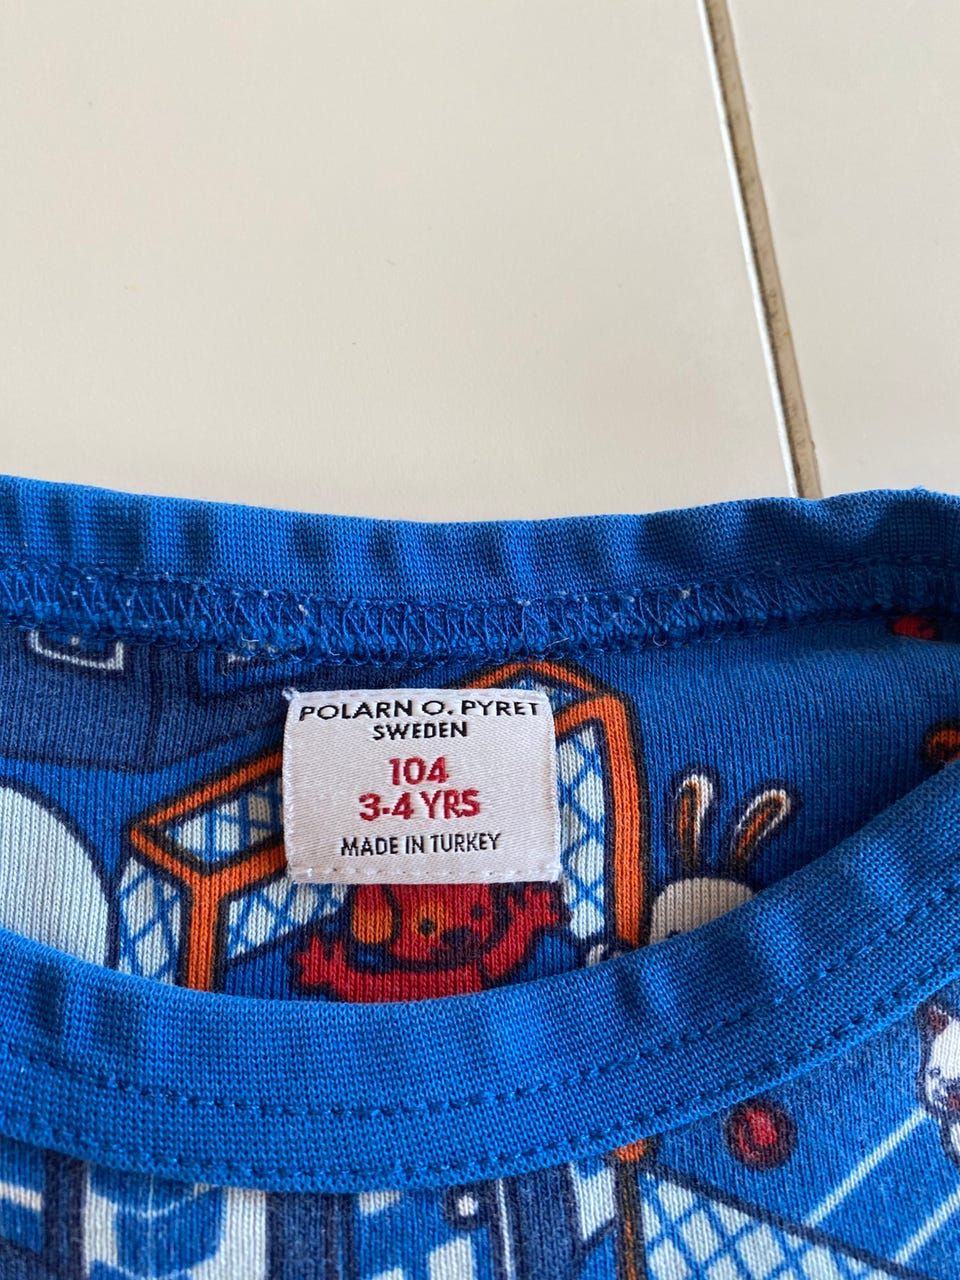 POLARN O. PYRET
SWEDEN
104
3-4 YRS
MADE IN TURKEY